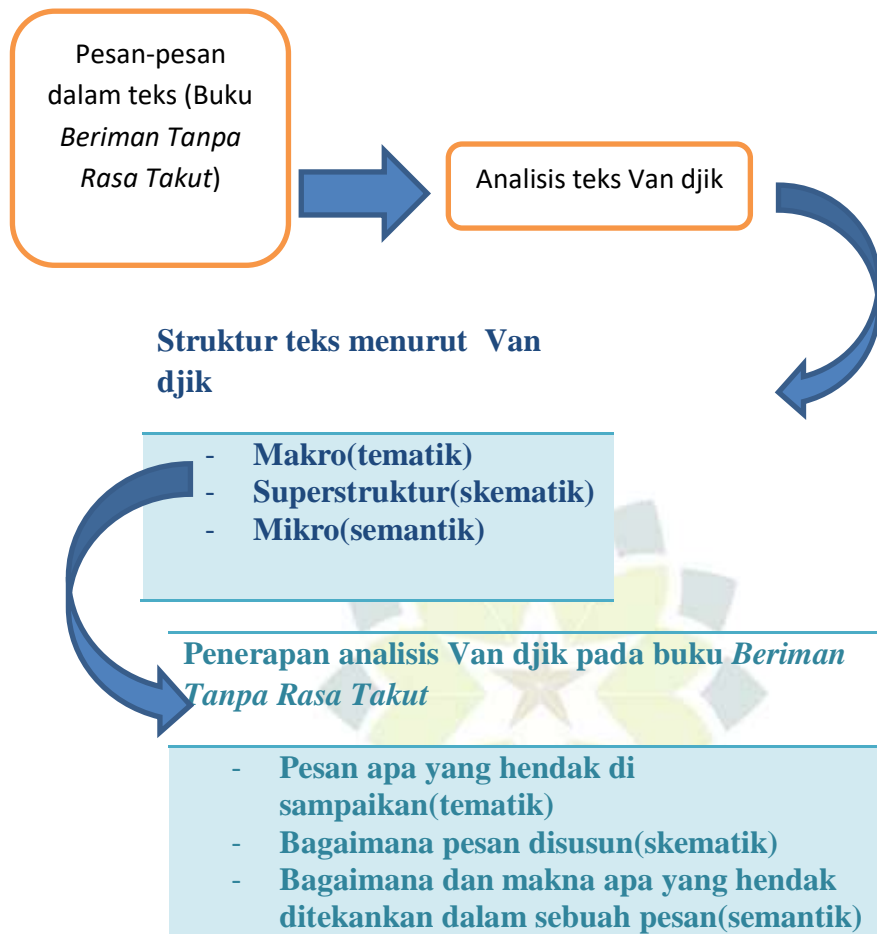 Pesan-pesan
dalam teks (Buku
Beriman Tanpa
Rasa Takut)
Analisis teks Van djik
Struktur teks menurut Van
djik
- Makro(tematik)
- Superstruktur(skematik)
- Mikro(semantik)
Penerapan analisis Van djik pada buku Beriman
Tanpa Rasa Takut
- Pesan apa yang hendak di
sampaikan(tematik)
- Bagaimana pesan disusun(skematik)
- Bagaimana dan makna apa yang hendak
ditekankan dalam sebuah pesan(semantik)